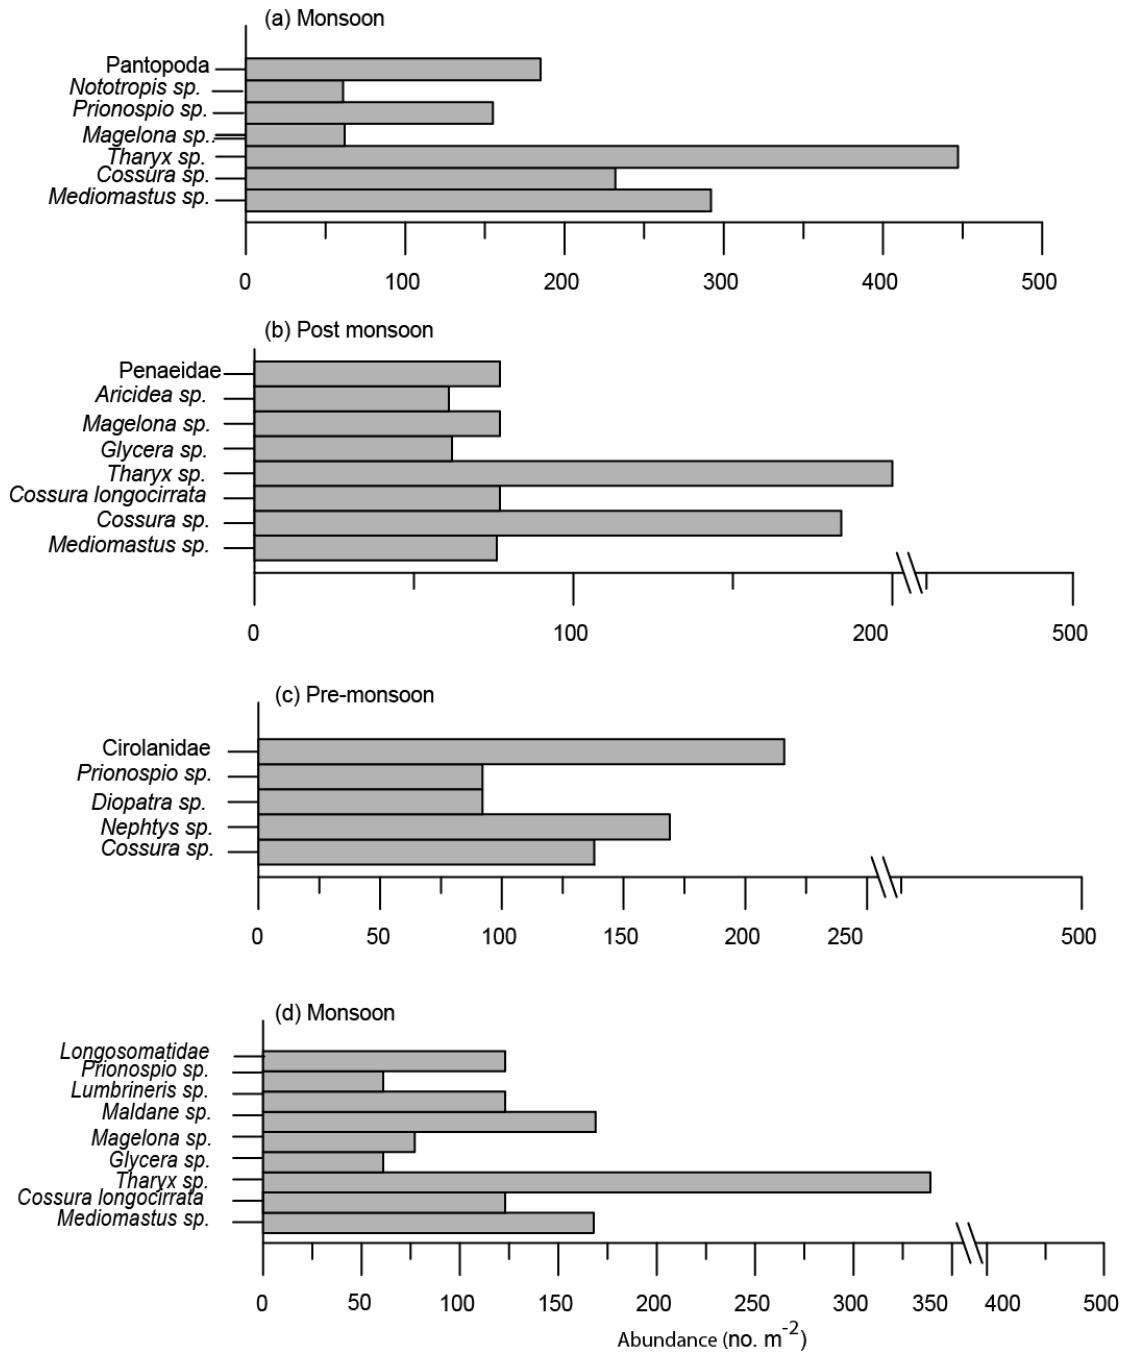 (a) Monsoon
Pantopoda
Nototropis sp.
Prionospio sp.
Magelona sp.
Tharyx sp.
Cossura sp.
Mediomastus sp.
0 100 200 300 400 500
(b) Post monsoon
Penaeidae
Aricidea sp.
Magelona sp.
Glycera sp.
Tharyx sp.
Cossura longocirrata
Cossura sp.
Mediomastus sp.
0 100 200 500
(c) Pre-monsoon
Cirolanidae
Prionospio sp.
Diopatra sp.
Nephtys sp.
Cossura sp.
0 50 100 150 200 250 500
(d) Monsoon
Longosomatidae
Prionospio sp.
Lumbrineris sp.
Maldane sp.
Magelona sp.
Glycera sp.
Tharyx sp.
Cossura longocirrata
Mediomastus sp.
0 50 100 150 200 250 300 350 400 500
Abundance (no. m⁻²)